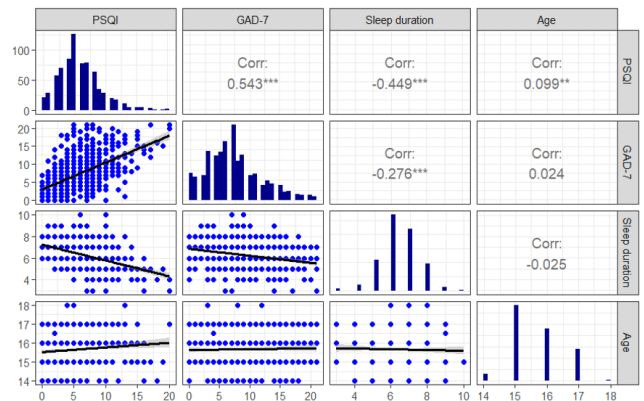 PSQI GAD-7 Sleep duration Age
100
50
0
Corr:
0.543***
Corr:
-0.449***
Corr:
0.099**
PSQI
20
15
10
5
0
Corr:
-0.276***
Corr:
0.024
GAD-7
10
8
6
4
Corr:
-0.025
Sleep duration
18
17
16
15
14
Age
0 5 10 15 20 0 5 10 15 20 4 6 8 10 14 15 16 17 18